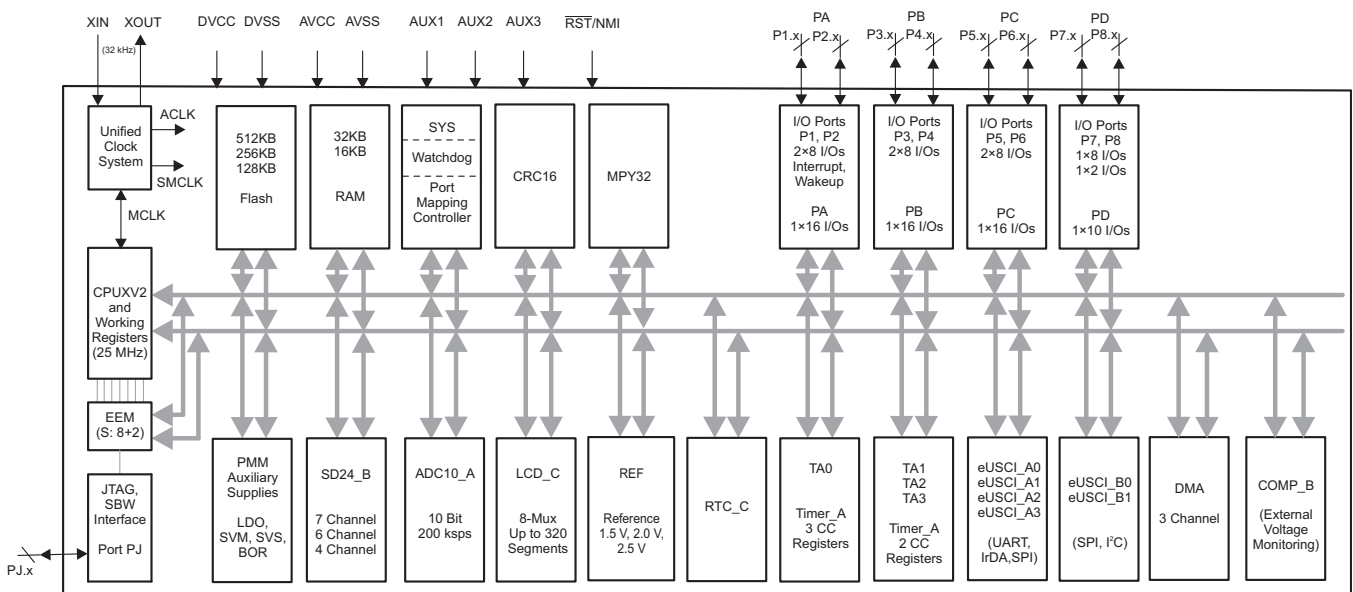 XIN XOUT DVCC DVSS AVCC AVSS AUX1 AUX2 AUX3 RST/NMI
(32 kHz)
PA
P1.x P2.x
PB
P3.x P4.x
PC
P5.x P6.x
PD
P7.x P8.x
Unified
Clock
System
ACLK
SMCLK
MCLK
512KB
256KB
128KB
Flash
32KB
16KB
RAM
SYS
Watchdog
Port
Mapping
Controller
CRC16
MPY32
I/O Ports
P1, P2
2×8 I/Os
Interrupt,
Wakeup
PA
1×16 I/Os
I/O Ports
P3, P4
2×8 I/Os
PB
1×16 I/Os
I/O Ports
P5, P6
2×8 I/Os
PC
1×16 I/Os
I/O Ports
P7, P8
1×8 I/Os
1×2 I/Os
PD
1×10 I/Os
CPUXV2
and
Working
Registers
(25 MHz)
EEM
(S: 8+2)
JTAG,
SBW
Interface
Port PJ
PJ.x
PMM
Auxiliary
Supplies
LDO,
SVM, SVS,
BOR
SD24_B
7 Channel
6 Channel
4 Channel
ADC10_A
10 Bit
200 ksps
LCD_C
8-Mux
Up to 320
Segments
REF
Reference
1.5 V, 2.0 V,
2.5 V
RTC_C
TA0
Timer_A
3 CC
Registers
TA1
TA2
TA3
Timer_A
2 CC
Registers
eUSCI_A0
eUSCI_A1
eUSCI_A2
eUSCI_A3
(UART,
IrDA,SPI)
eUSCI_B0
eUSCI_B1
(SPI, I²C)
DMA
3 Channel
COMP_B
(External
Voltage
Monitoring)